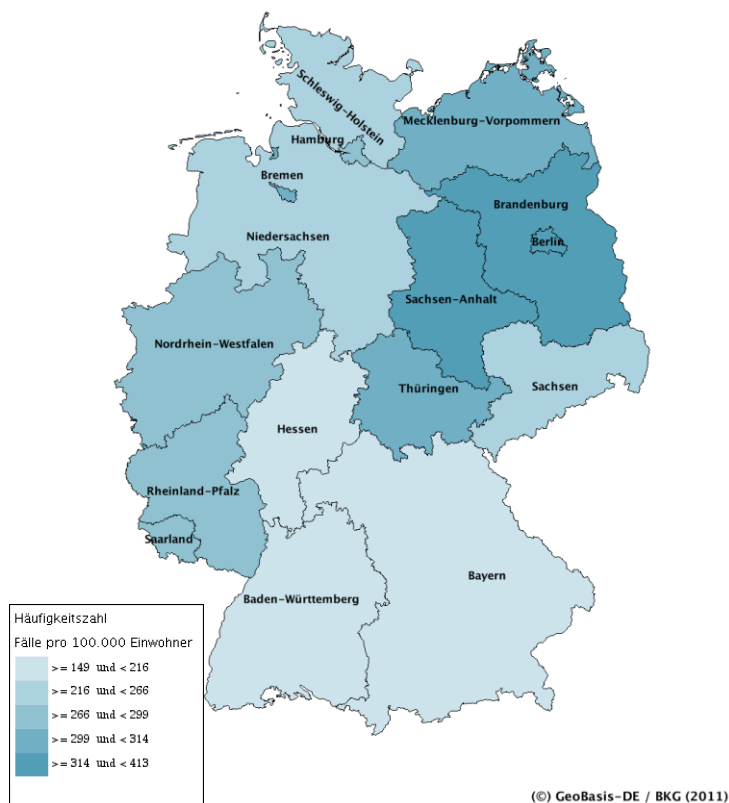 Schleswig-Holstein
Mecklenburg-Vorpommern
Hamburg
Bremen
Brandenburg
Niedersachsen
Berlin
Sachsen-Anhalt
Nordrhein-Westfalen
Thüringen
Sachsen
Hessen
Rheinland-Pfalz
Saarland
Bayern
Baden-Württemberg
Häufigkeitszahl
Fälle pro 100.000 Einwohner
>= 149 und < 216
>= 216 und < 266
>= 266 und < 299
>= 299 und < 314
>= 314 und < 413
(©) GeoBasis-DE / BKG (2011)